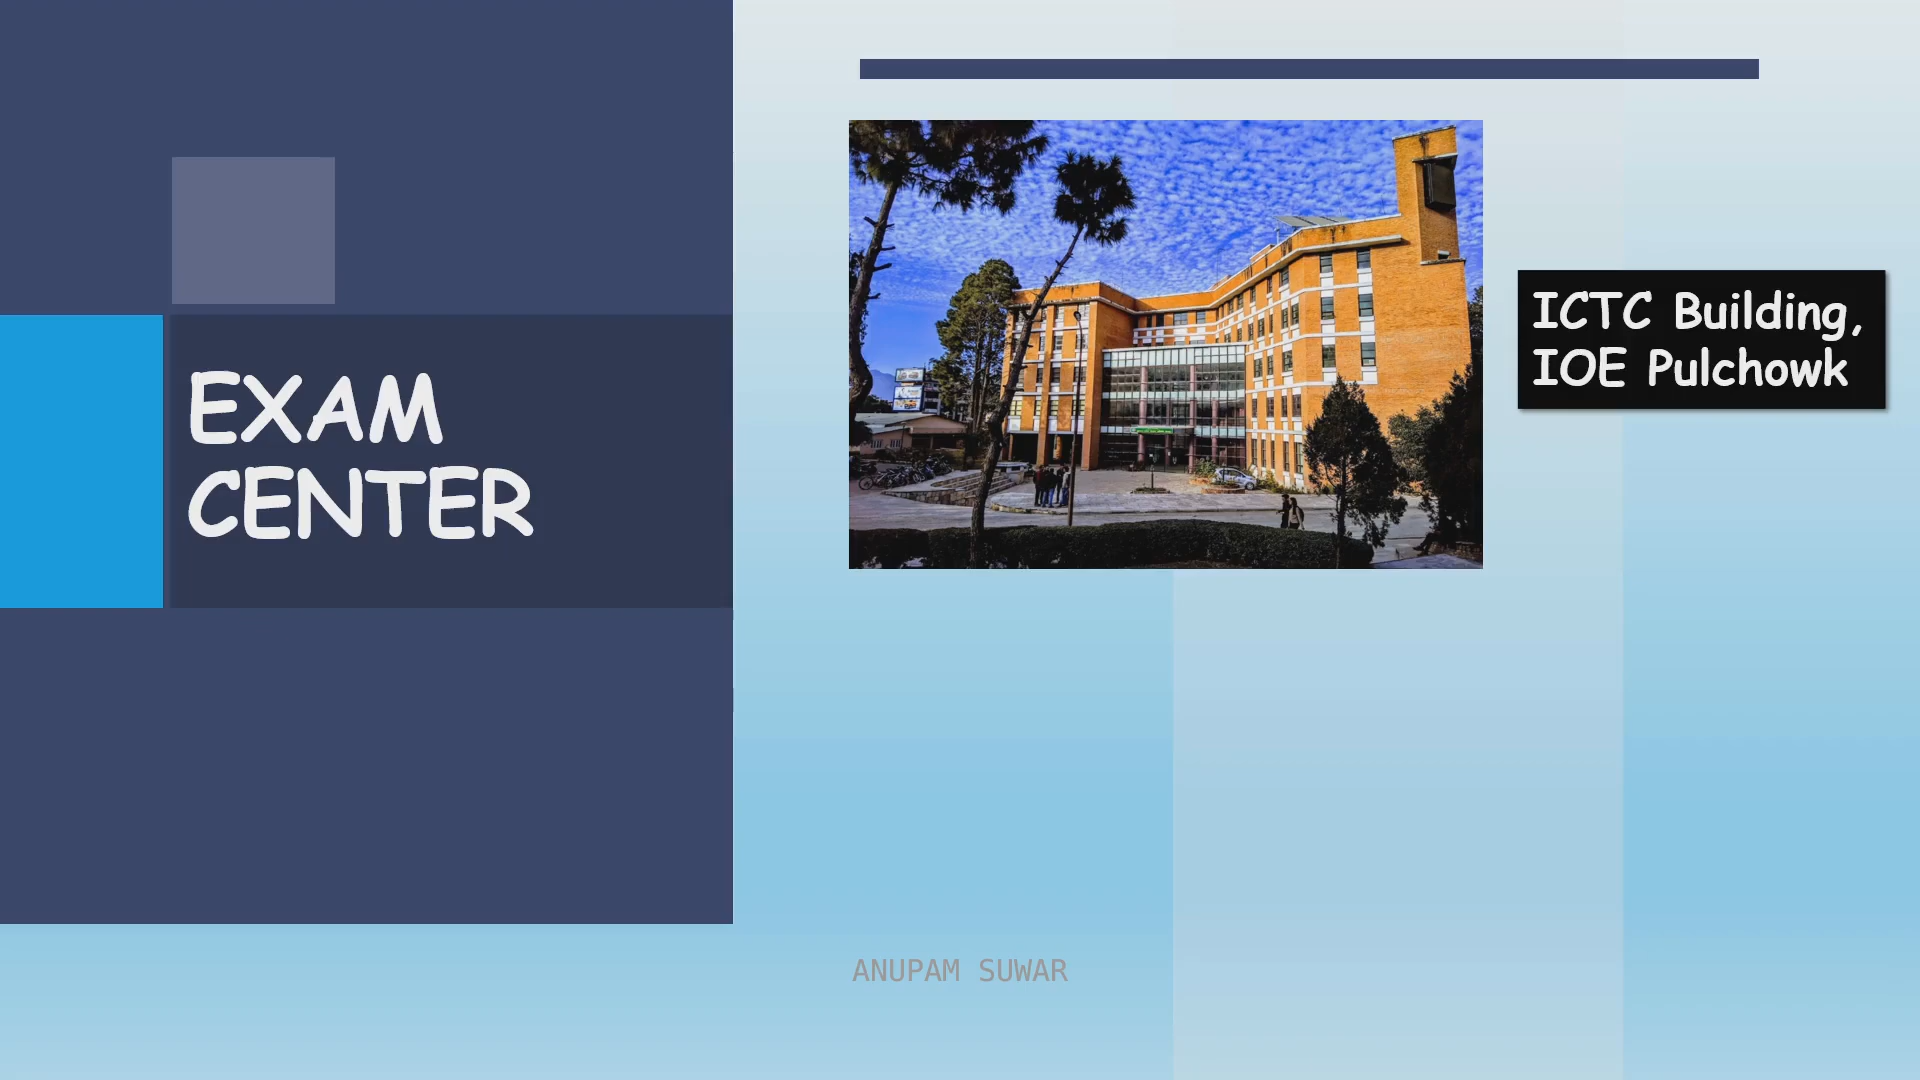 EXAM
CENTER
ICTC Building,
IOE Pulchowk
ANUPAM SUWAR